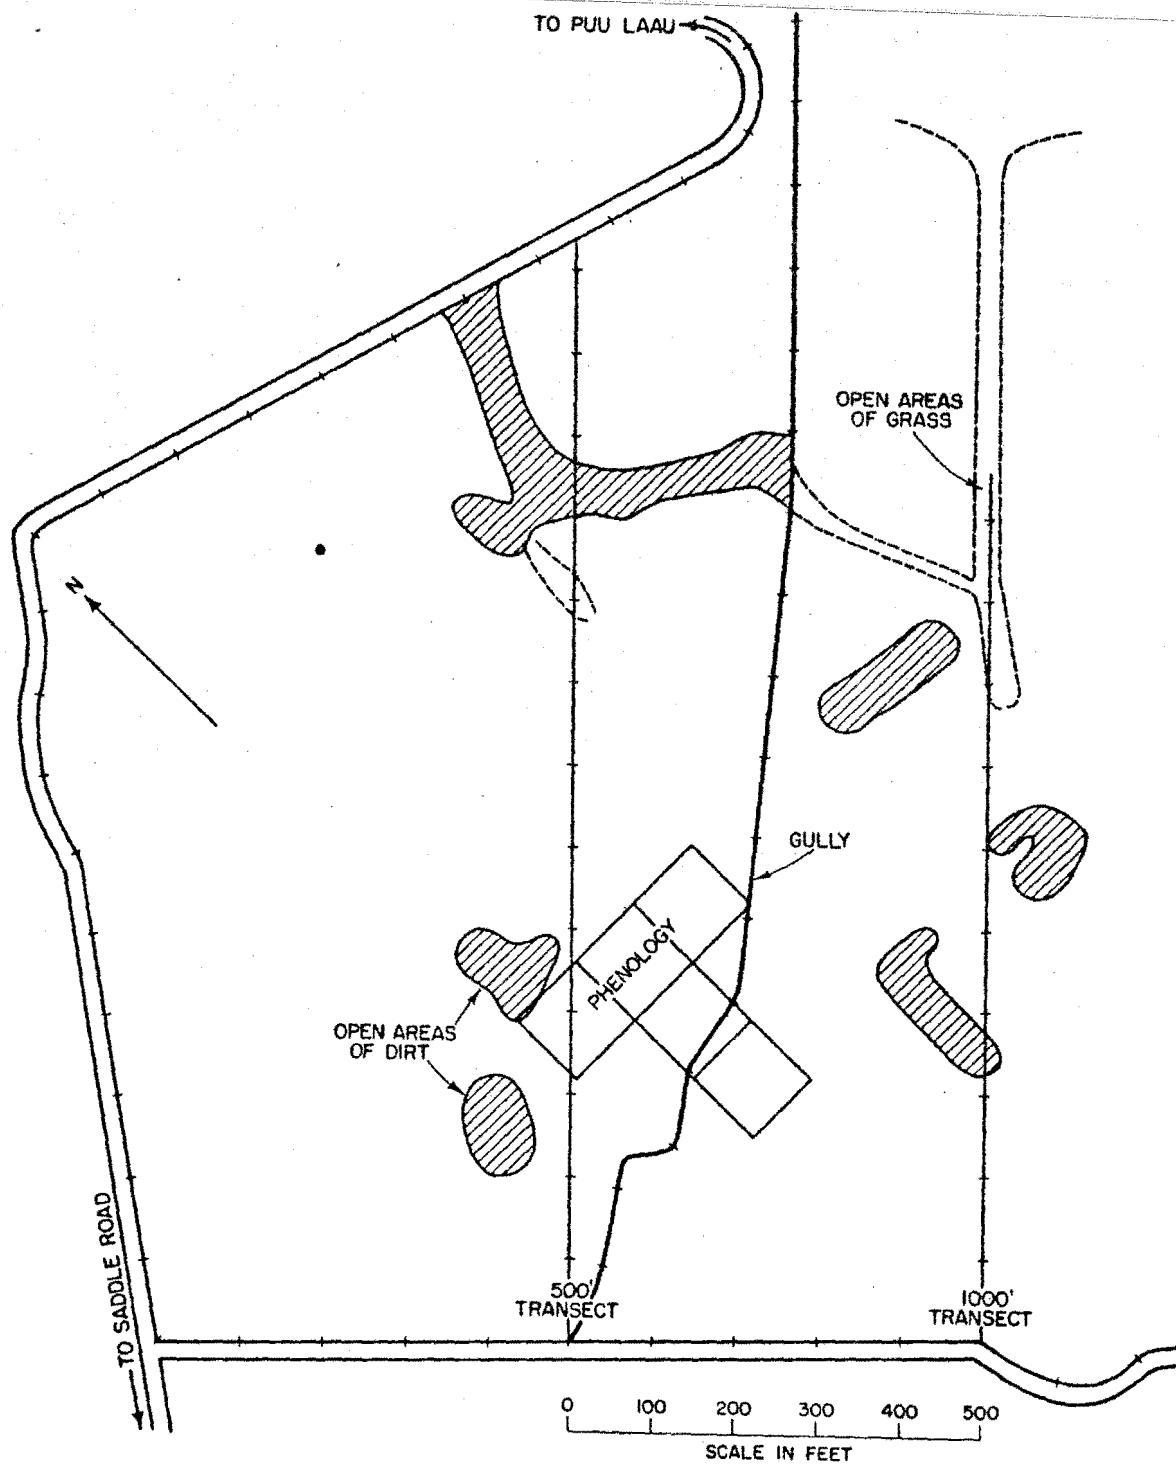 TO PUU LAAU
OPEN AREAS
OF GRASS
N
GULLY
PHENOLOGY
OPEN AREAS
OF DIRT
TO SADDLE ROAD
500'
TRANSECT
1000'
TRANSECT
0 100 200 300 400 500
SCALE IN FEET